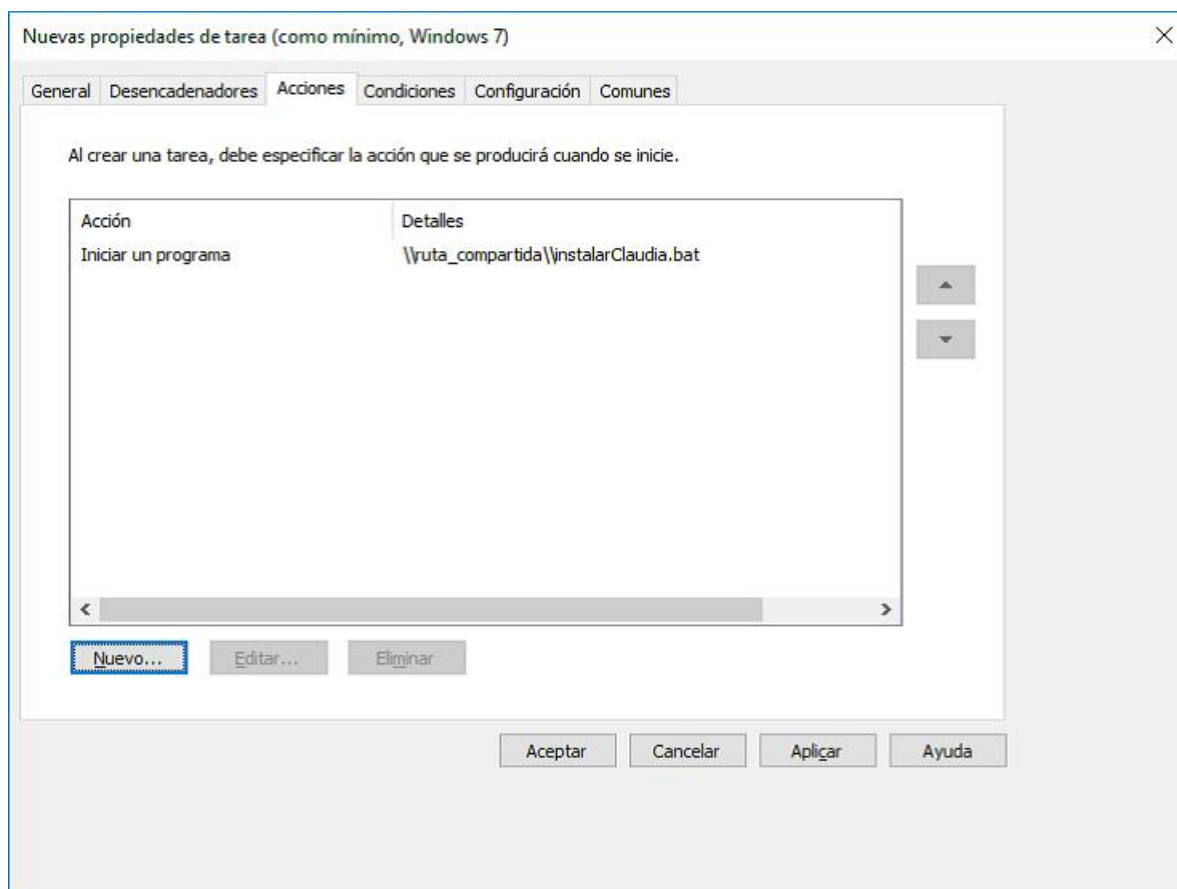 Nuevas propiedades de tarea (como mínimo, Windows 7)
General Desencadenadores Acciones Condiciones Configuración Comunes
Al crear una tarea, debe especificar la acción que se producirá cuando se inicie.
Acción Detalles
Iniciar un programa \\ruta_compartida\\instalarClaudia.bat
Nuevo... Editar... Eliminar
Aceptar Cancelar Aplicar Ayuda